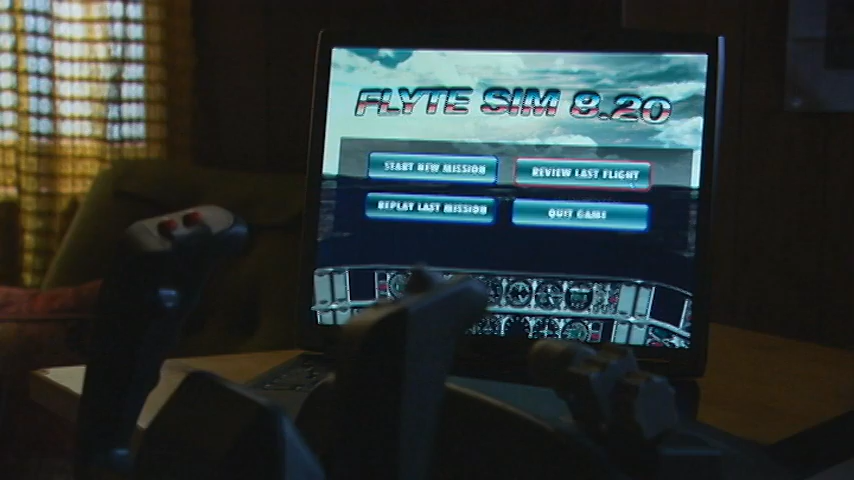 FLYTE SIM 8.20
START NEW MISSION
REVIEW LAST FLIGHT
REPLAY LAST MISSION
QUIT GAME